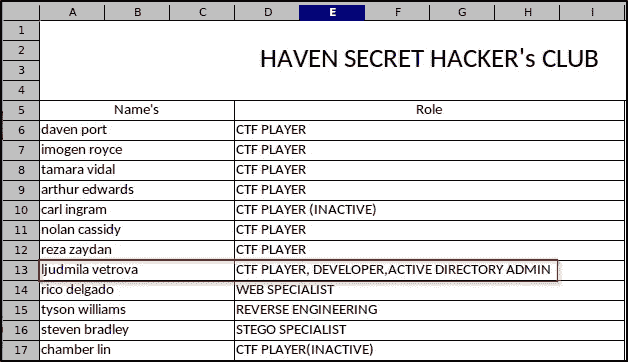 A B C D E F G H I
1
2 HAVEN SECRET HACKER's CLUB
3
4
5 Name's Role
6 daven port CTF PLAYER
7 imogen royce CTF PLAYER
8 tamara vidal CTF PLAYER
9 arthur edwards CTF PLAYER
10 carl ingram CTF PLAYER (INACTIVE)
11 nolan cassidy CTF PLAYER
12 reza zaydan CTF PLAYER
13 ljudmila vetrova CTF PLAYER, DEVELOPER,ACTIVE DIRECTORY ADMIN
14 rico delgado WEB SPECIALIST
15 tyson williams REVERSE ENGINEERING
16 steven bradley STEGO SPECIALIST
17 chamber lin CTF PLAYER(INACTIVE)